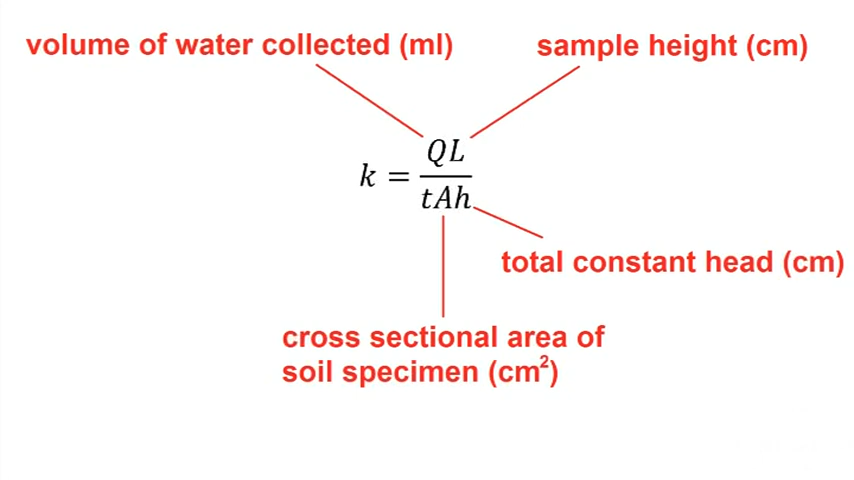 volume of water collected (ml)
sample height (cm)
k = QL
tAh
total constant head (cm)
cross sectional area of
soil specimen (cm²)